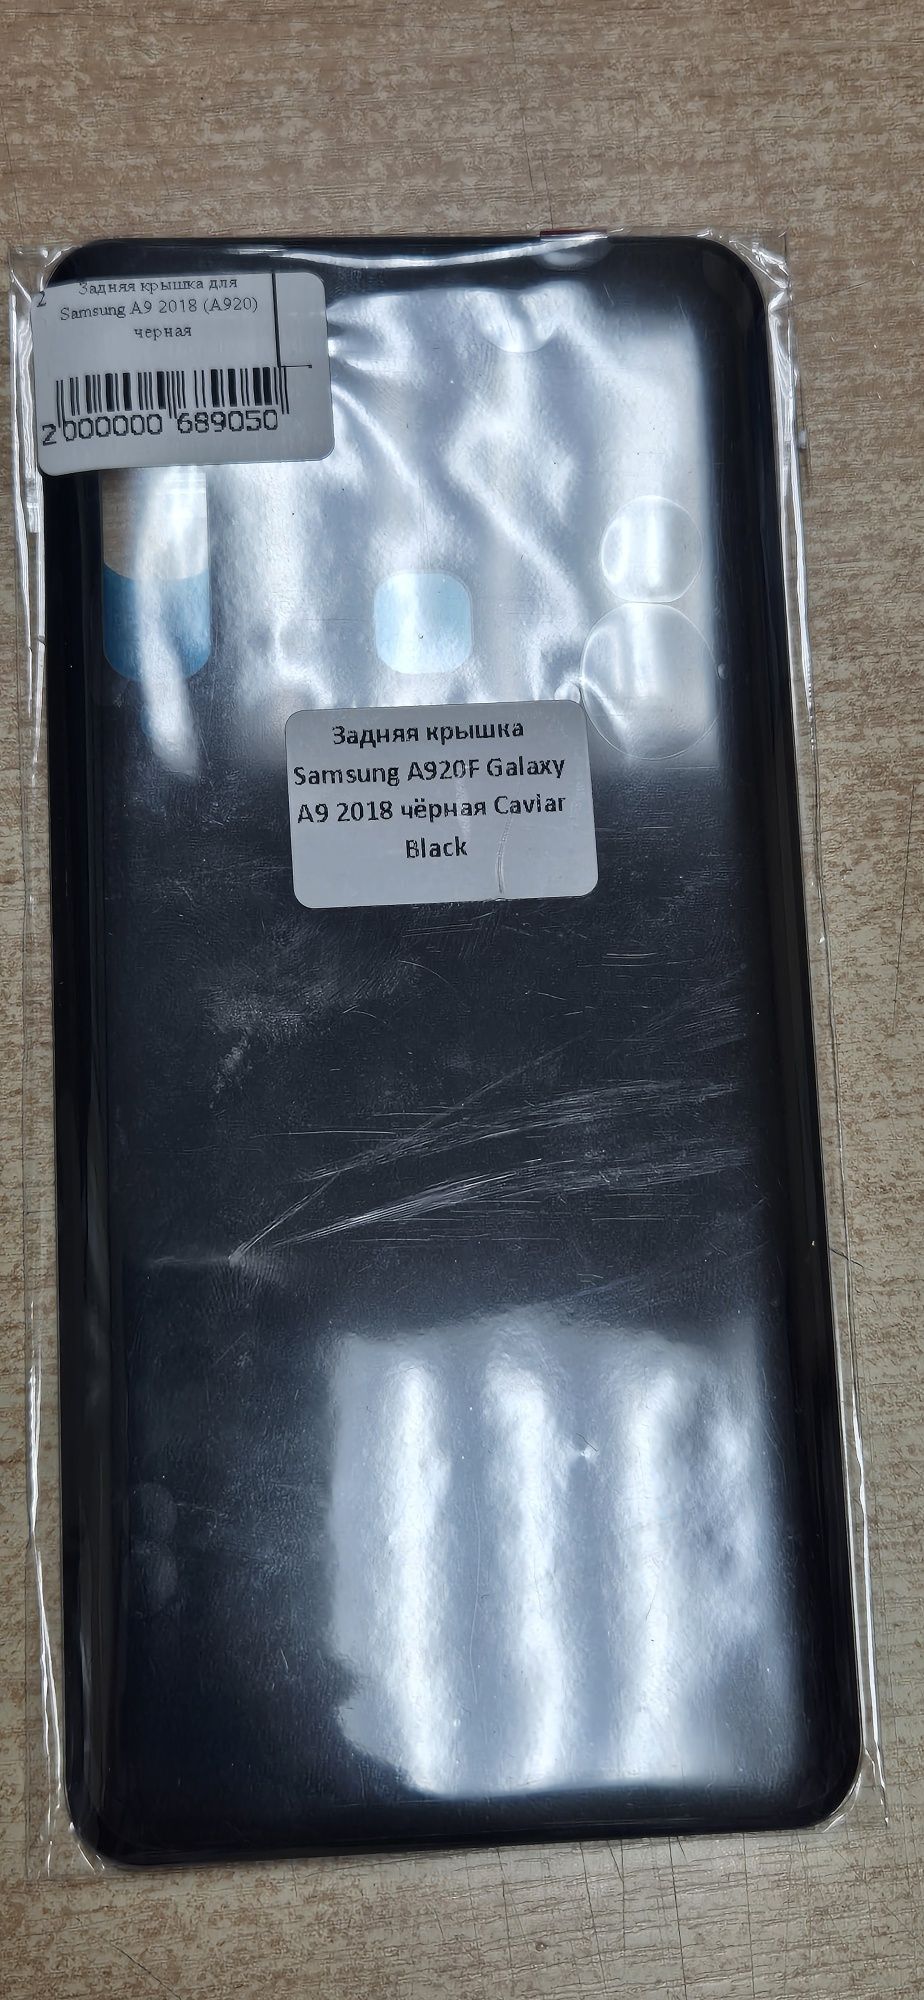 2
Задняя крышка для
Samsung A9 2018 (A920)
черная
2000000 689050
Задняя крышка
Samsung A920F Galaxy
A9 2018 чёрная Caviar
Black